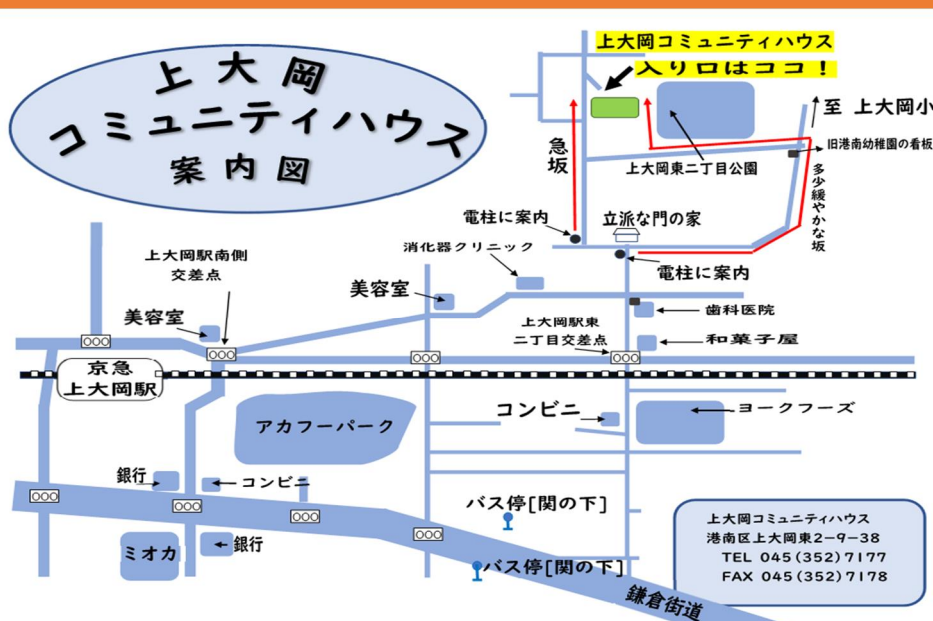 上大岡
コミュニティハウス
案内図
上大岡コミュニティハウス
入り口はココ！
至 上大岡小
旧港南幼稚園の看板
急坂
上大岡東二丁目公園
多少緩やかな坂
電柱に案内
立派な門の家
消化器クリニック
電柱に案内
上大岡駅南側
交差点
美容室
美容室
歯科医院
上大岡駅東
二丁目交差点
和菓子屋
京急
上大岡駅
アカフーパーク
コンビニ
ヨークフーズ
銀行
コンビニ
バス停[関の下]
ミオカ
銀行
バス停[関の下]
鎌倉街道
上大岡コミュニティハウス
港南区上大岡東2-9-38
TEL 045(352)7177
FAX 045(352)7178